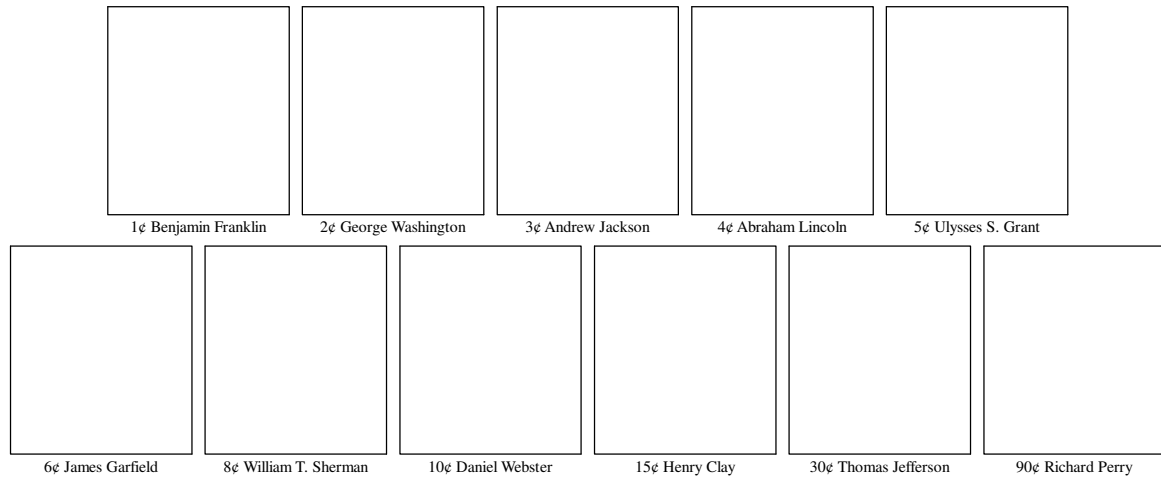 1¢ Benjamin Franklin 2¢ George Washington 3¢ Andrew Jackson 4¢ Abraham Lincoln 5¢ Ulysses S. Grant
6¢ James Garfield 8¢ William T. Sherman 10¢ Daniel Webster 15¢ Henry Clay 30¢ Thomas Jefferson 90¢ Richard Perry